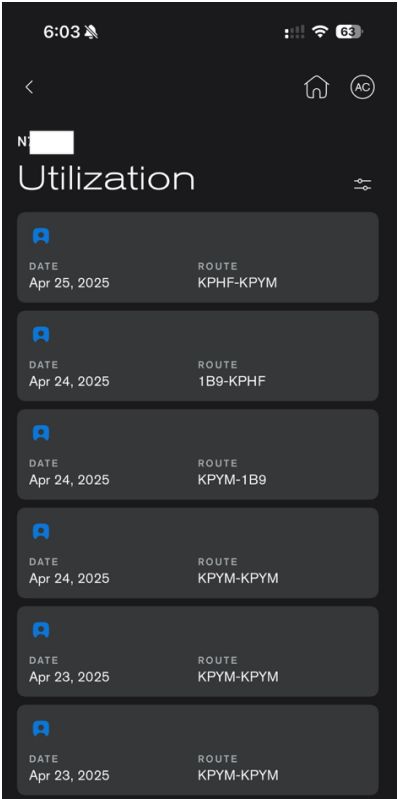 6:03
63
AC
N7
Utilization
DATE ROUTE
Apr 25, 2025 KPHF-KPYM
DATE ROUTE
Apr 24, 2025 1B9-KPHF
DATE ROUTE
Apr 24, 2025 KPYM-1B9
DATE ROUTE
Apr 24, 2025 KPYM-KPYM
DATE ROUTE
Apr 23, 2025 KPYM-KPYM
DATE ROUTE
Apr 23, 2025 KPYM-KPYM